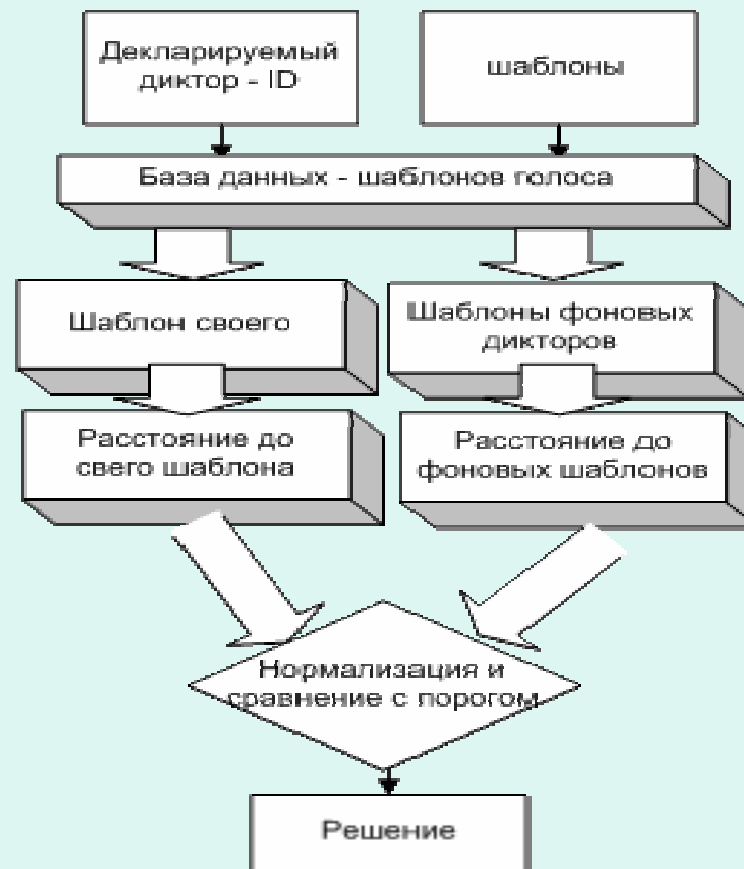 Декларируемый
диктор - ID
шаблоны
База данных - шаблонов голоса
Шаблон своего
Шаблоны фоновых
дикторов
Расстояние до
свего шаблона
Расстояние до
фоновых шаблонов
Нормализация и
сравнение с порогом
Решение